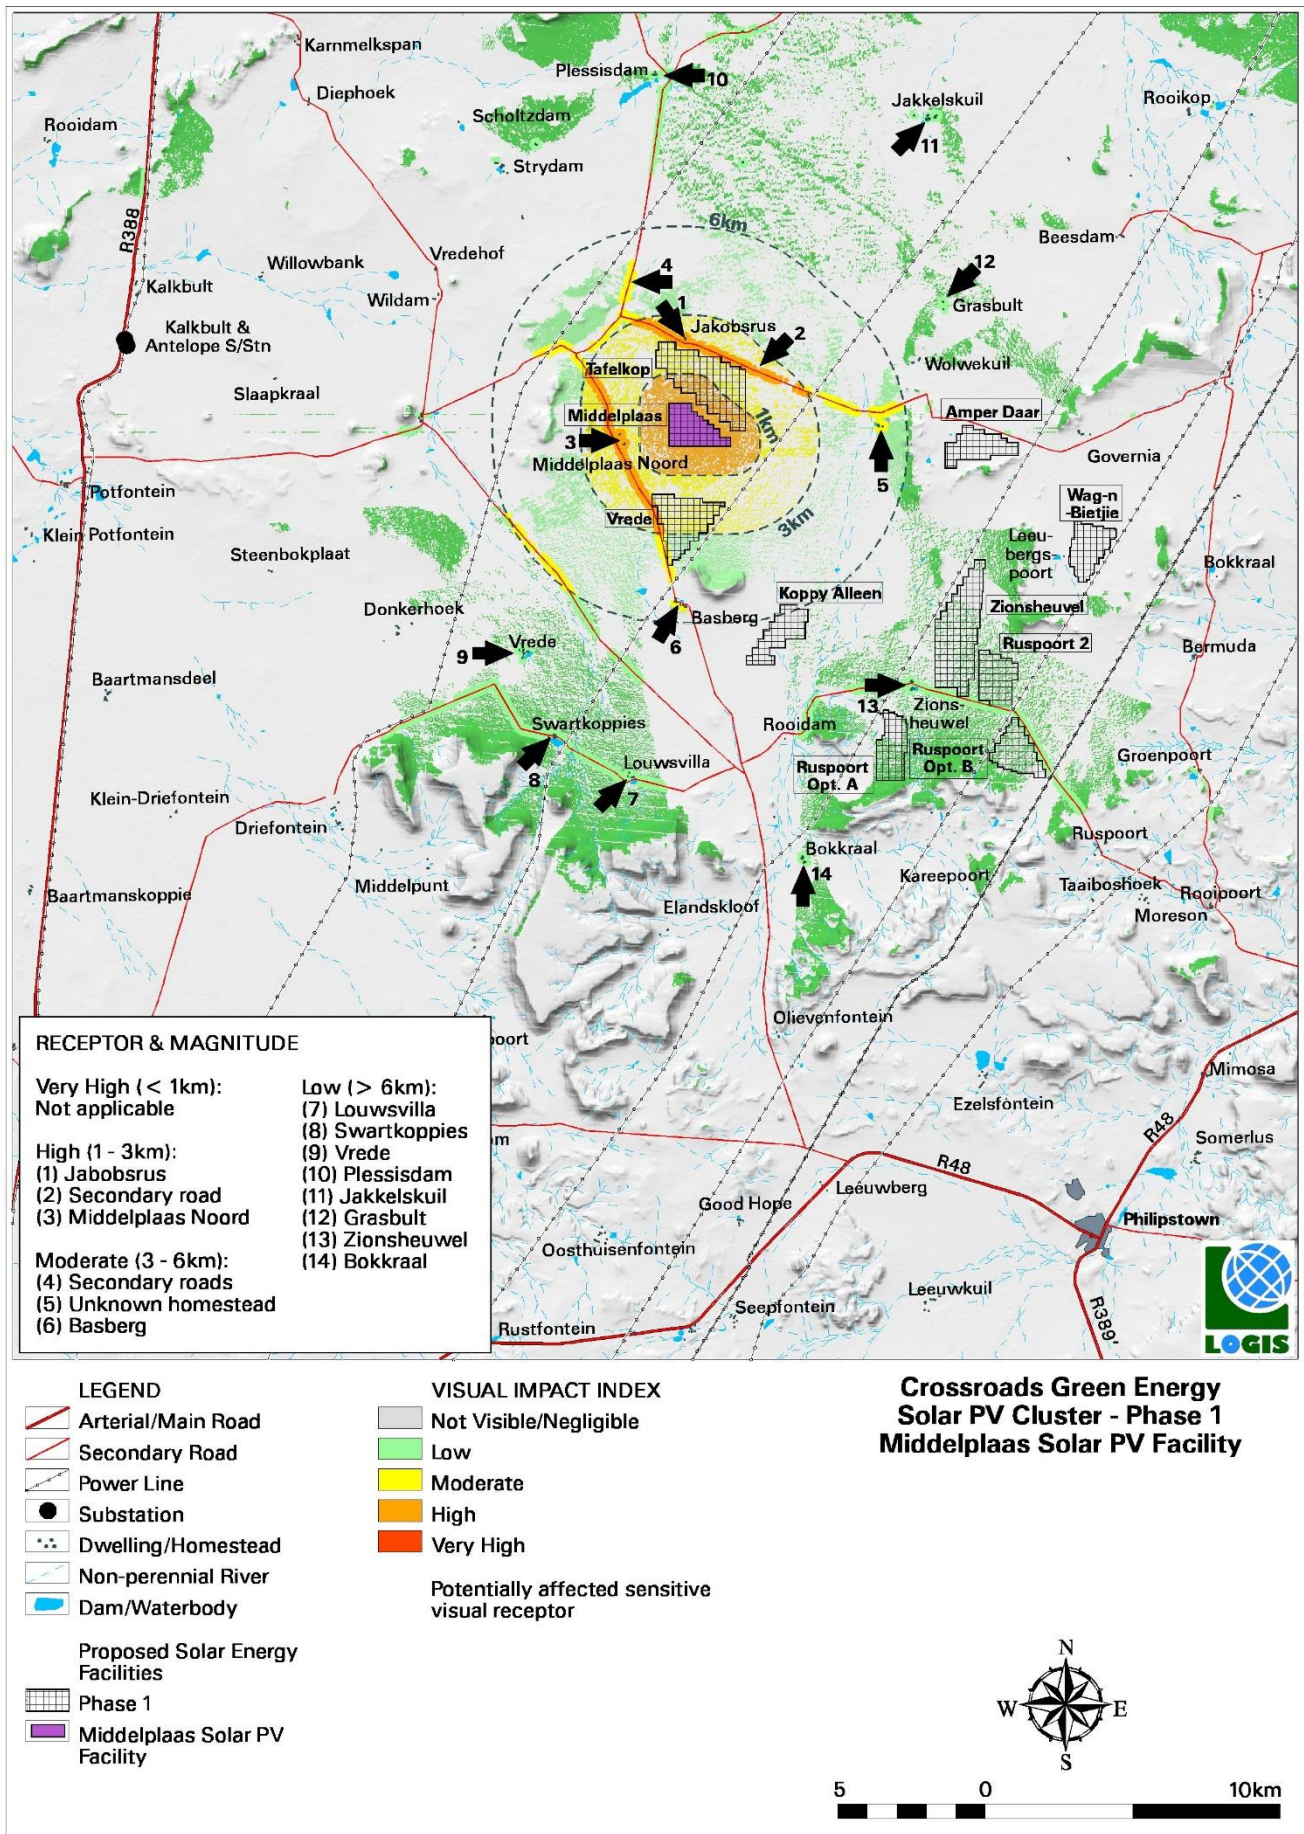 Karnmelkspan
Plessisdam
10
Diephoek
Jakkelskuil
Rooikop
Rooidam
Scholtzdam
11
Strydam
R388
6km
Beesdam
Vredehof
4
12
Willowbank
Kalkbult
Wildam
1
Grasbult
Jakobsrus
2
Kalkbult &
Antelope S/Stn
Tafelkop
Wolwekuil
Slaapkraal
Middelplaas
1km
Amper Daar
3
Middelplaas Noord
Governia
5
Potfontein
Wag-n
-Bietjie
Vrede
3km
Klein Potfontein
Leeu-
bergs-
poort
Steenbokplaat
Bokkraal
Koppy Alleen
Zionsheuvel
Donkerhoek
Basberg
Vrede
6
Ruspoort 2
9
Bermuda
Baartmansdeel
13
Zions-
heuwel
Swartkoppies
Rooidam
Louwsvilla
Ruspoort
Opt. A
Ruspoort
Opt. B
Groenpoort
8
7
Klein-Driefontein
Driefontein
Ruspoort
Bokkraal
14
Kareepoort
Taaiboshoek
Rooipoort
Middelpunt
Baartmanskoppie
Elandskloof
Moreson
Olievenfontein
oort
Mimosa
Ezelsfontein
R48
om
Somerlus
R48
Leeuwberg
Good Hope
Philipstown
Oosthuisenfontein
Leeuwkuil
Seepfontein
R389'
Rustfontein
LOGIS
RECEPTOR & MAGNITUDE
Very High (< 1km):
Not applicable
High (1 - 3km):
(1) Jabobsrus
(2) Secondary road
(3) Middelplaas Noord
Moderate (3 - 6km):
(4) Secondary roads
(5) Unknown homestead
(6) Basberg
Low (> 6km):
(7) Louwsvilla
(8) Swartkoppies
(9) Vrede
(10) Plessisdam
(11) Jakkelskuil
(12) Grasbult
(13) Zionsheuwel
(14) Bokkraal
LEGEND
Arterial/Main Road
Secondary Road
Power Line
Substation
Dwelling/Homestead
Non-perennial River
Dam/Waterbody
Proposed Solar Energy
Facilities
Phase 1
Middelplaas Solar PV
Facility
VISUAL IMPACT INDEX
Not Visible/Negligible
Low
Moderate
High
Very High
Potentially affected sensitive
visual receptor
Crossroads Green Energy
Solar PV Cluster - Phase 1
Middelplaas Solar PV Facility
N
W
E
S
5
0
10km